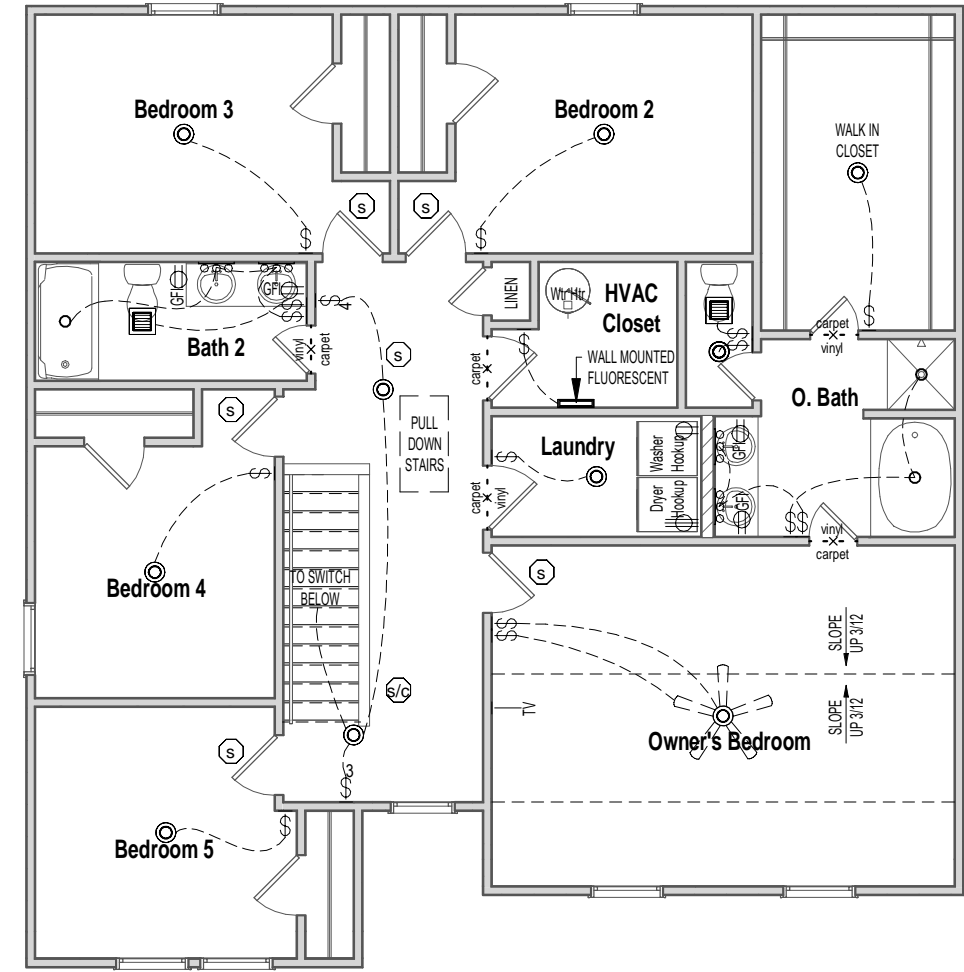 Bedroom 3
Bedroom 2
WALK IN
CLOSET
S
S
$
$
$
LINEN
Wtr Htr
HVAC
Closet
GFI
GFI
$$
$4
$
$$
Bath 2
vinyl
carpet
S
carpet
WALL MOUNTED
FLUORESCENT
carpet
vinyl
O. Bath
S
PULL
DOWN
STAIRS
Laundry
Washer
Hookup
Dryer
Hookup
GFI
GFI
$
$
carpet
vinyl
$$
vinyl
carpet
Bedroom 4
TO SWITCH
BELOW
S
$$
SLOPE
UP 3/12
SLOPE
UP 3/12
TV
s/c
Owner's Bedroom
S
$3
$
Bedroom 5